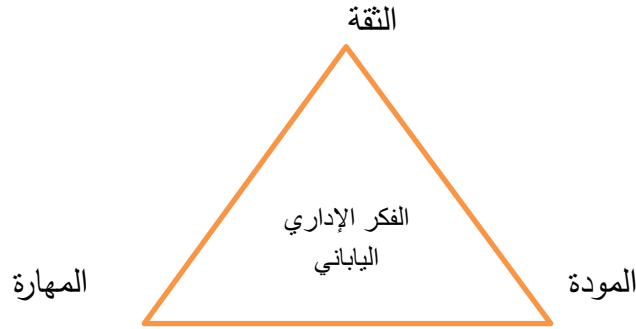 الثقة
الفكر الإداري
الياباني
المودة
المهارة